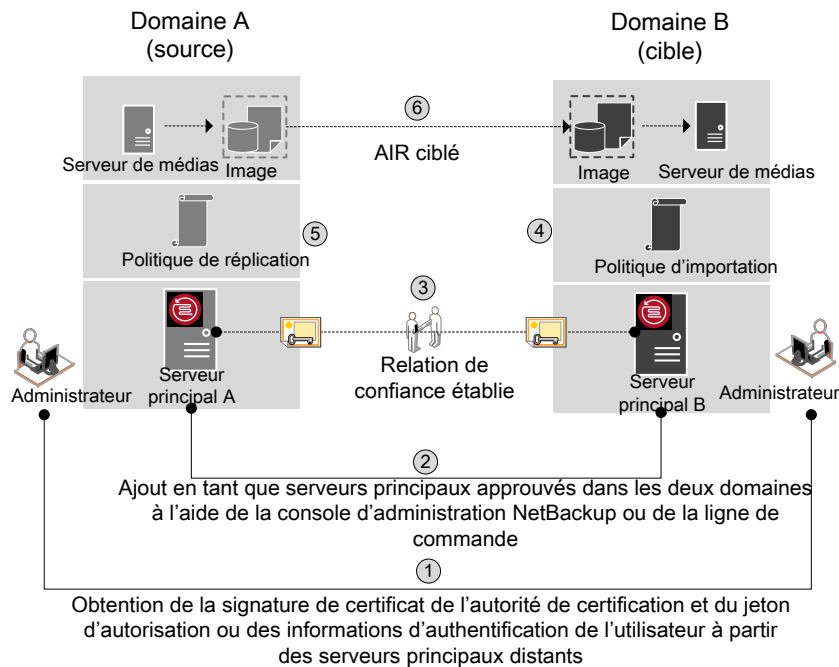 Domaine A
(source)
Domaine B
(cible)
6
AIR ciblé
Serveur de médias
Image
Image
Serveur de médias
5
4
Politique de réplication
Politique d'importation
3
Relation de
confiance établie
Administrateur
Serveur
principal A
Serveur
principal B
Administrateur
2
Ajout en tant que serveurs principaux approuvés dans les deux domaines
à l'aide de la console d'administration NetBackup ou de la ligne de
commande
1
Obtention de la signature de certificat de l'autorité de certification et du jeton
d'autorisation ou des informations d'authentification de l'utilisateur à partir
des serveurs principaux distants